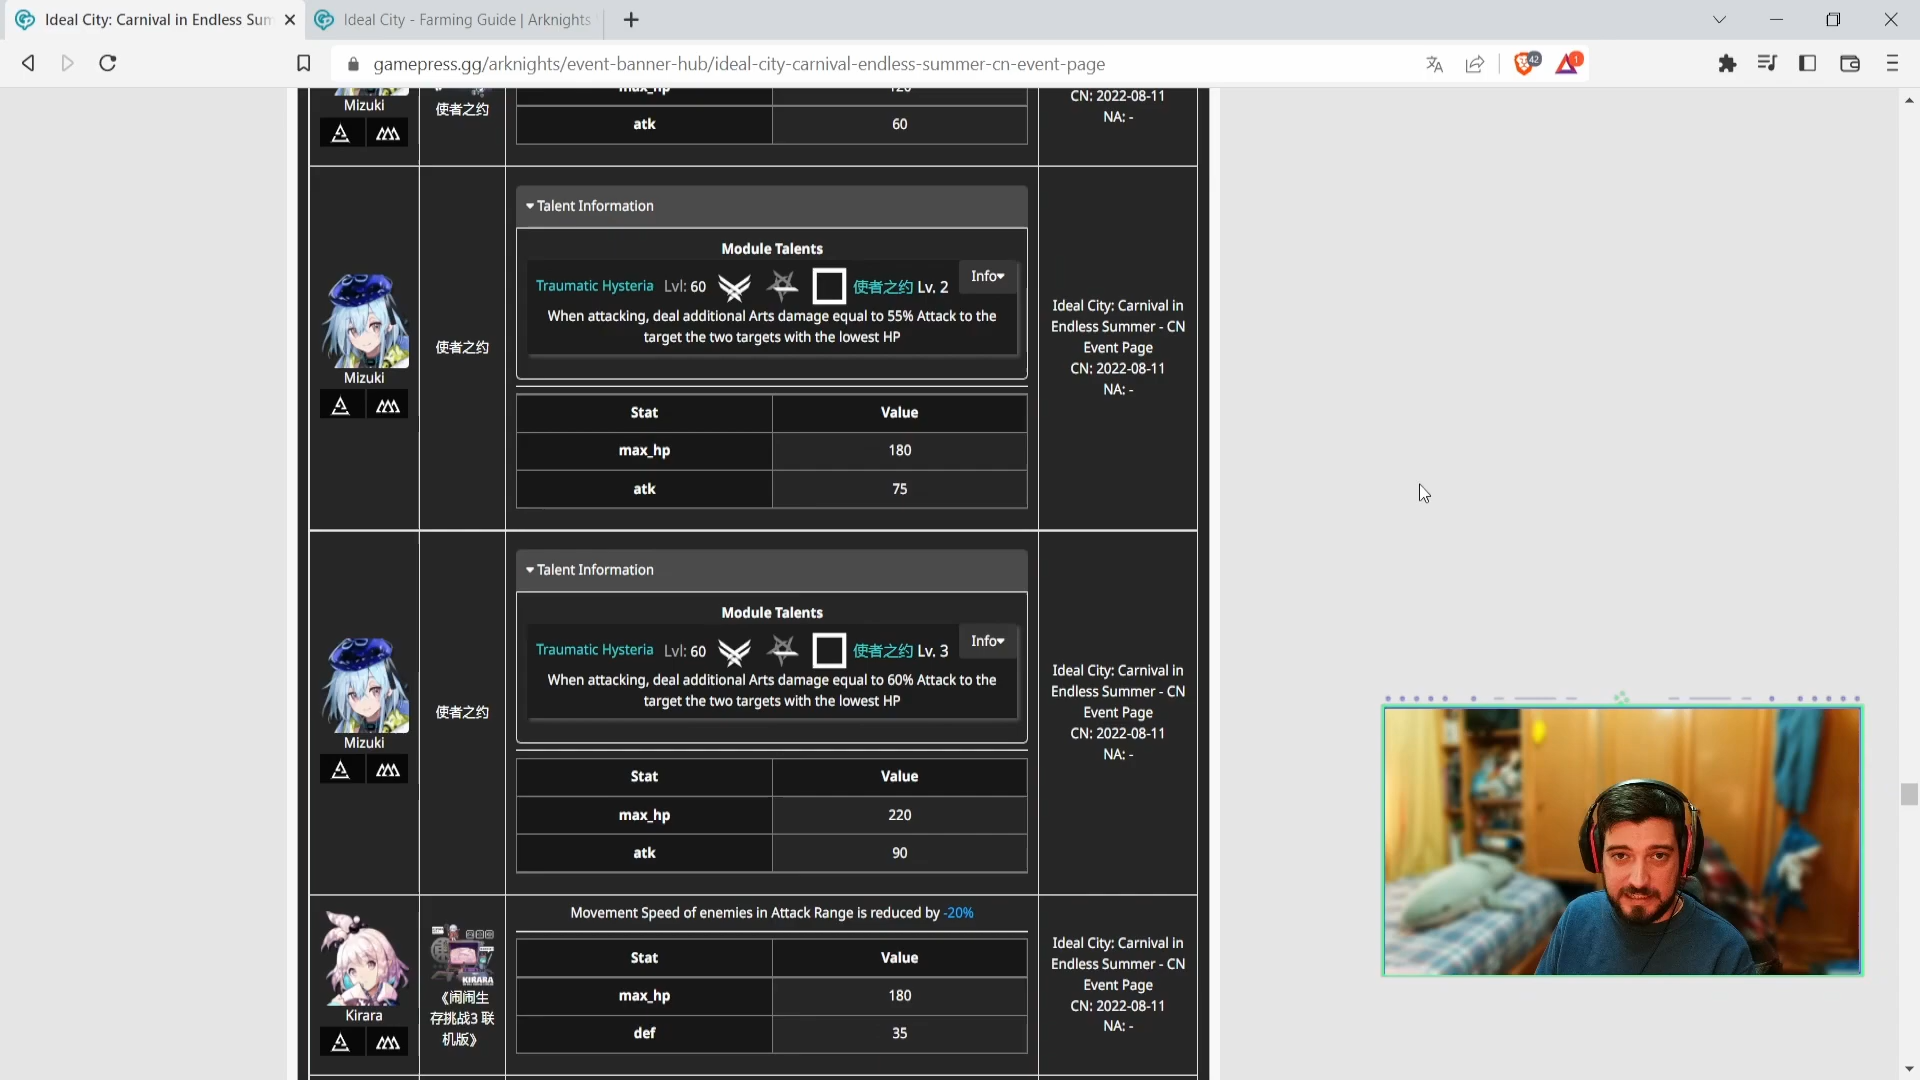 Ideal City: Carnival in Endless Sum
Ideal City - Farming Guide | Arknights
gamepress.gg/arknights/event-banner-hub/ideal-city-carnival-endless-summer-cn-event-page
42
1
Mizuki
使者之约
max_hp
120
atk
60
CN: 2022-08-11
NA: -
Mizuki
使者之约
Talent Information
Module Talents
Traumatic Hysteria Lvl: 60 使者之约 Lv. 2
Info
When attacking, deal additional Arts damage equal to 55% Attack to the
target the two targets with the lowest HP
Stat
Value
max_hp
180
atk
75
Ideal City: Carnival in
Endless Summer - CN
Event Page
CN: 2022-08-11
NA: -
Mizuki
使者之约
Talent Information
Module Talents
Traumatic Hysteria Lvl: 60 使者之约 Lv. 3
Info
When attacking, deal additional Arts damage equal to 60% Attack to the
target the two targets with the lowest HP
Stat
Value
max_hp
220
atk
90
Ideal City: Carnival in
Endless Summer - CN
Event Page
CN: 2022-08-11
NA: -
Kirara
KIRARA
《闹闹生
存挑战3 联
机版》
Movement Speed of enemies in Attack Range is reduced by -20%
Stat
Value
max_hp
180
def
35
Ideal City: Carnival in
Endless Summer - CN
Event Page
CN: 2022-08-11
NA: -